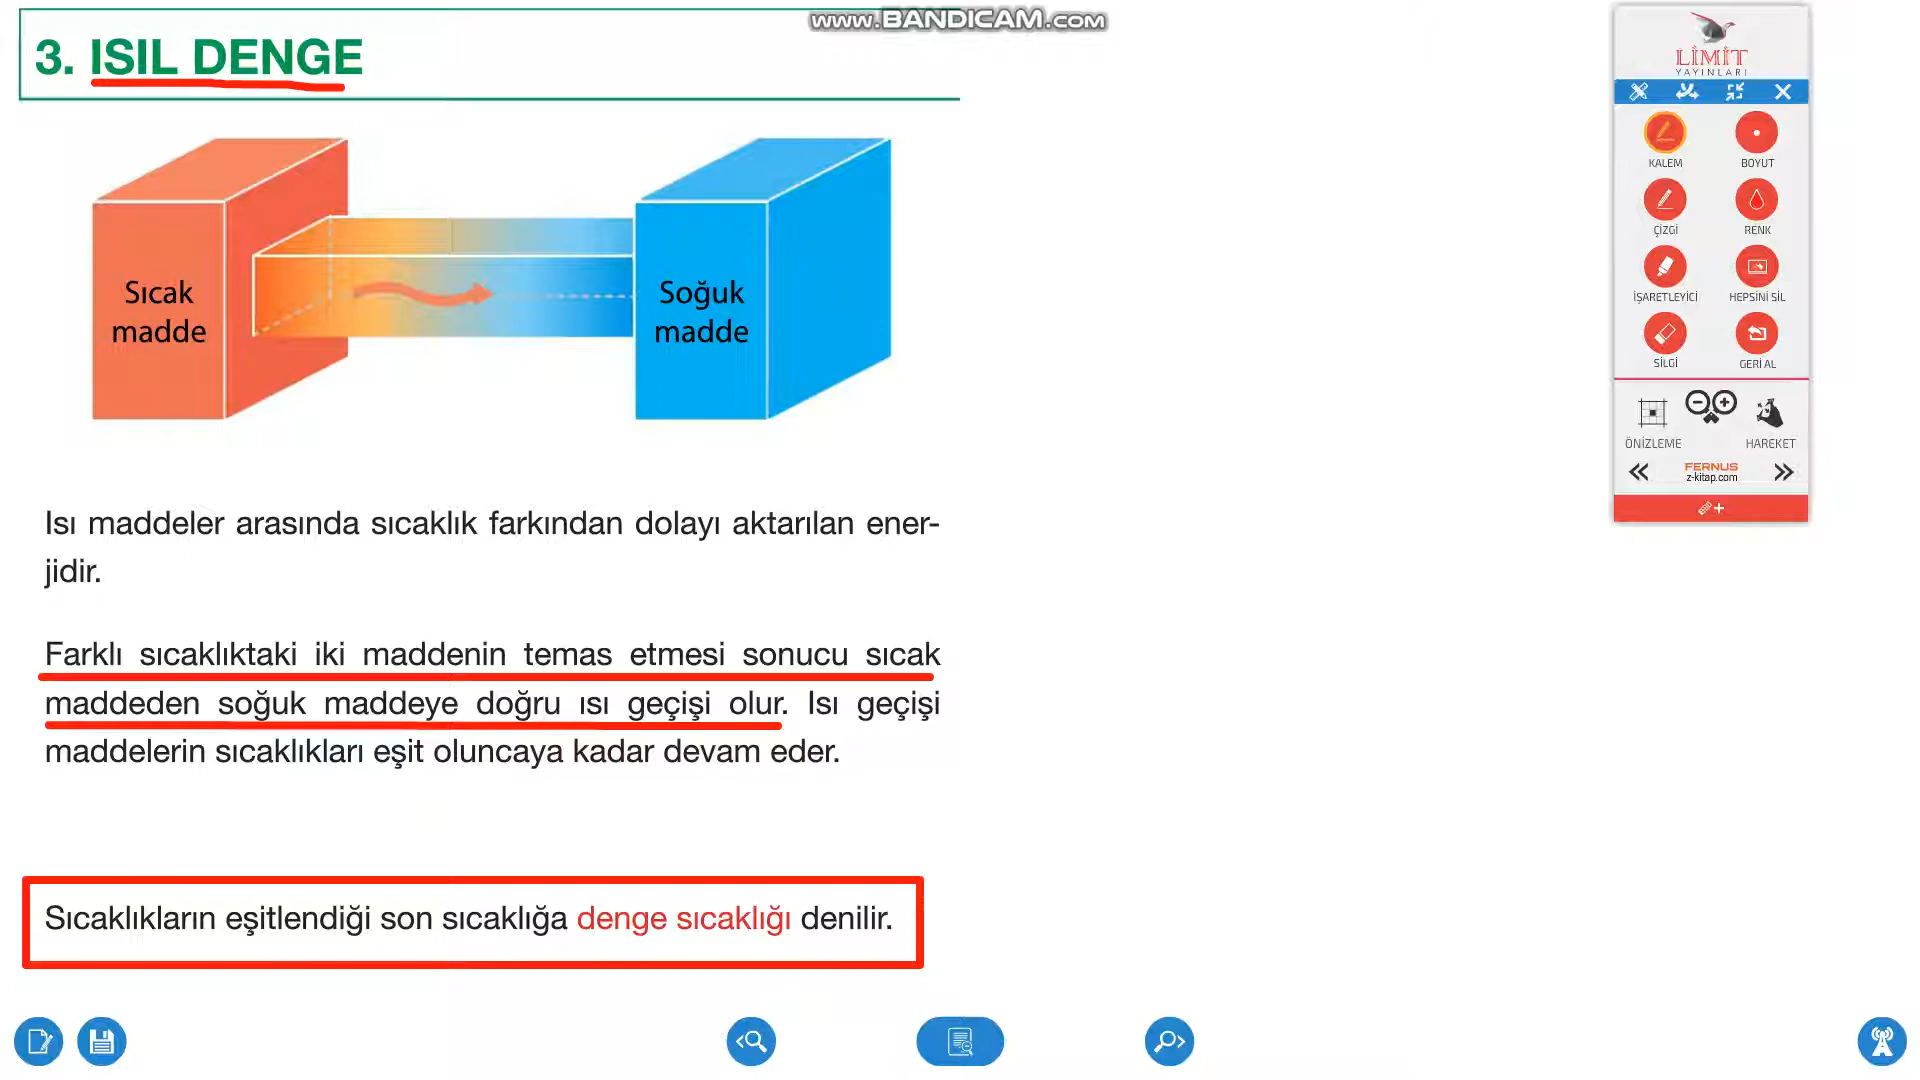 www.BANDICAM.com
3. ISIL DENGE
Sıcak
madde
Soğuk
madde
Isı maddeler arasında sıcaklık farkından dolayı aktarılan ener-
jidir.
Farklı sıcaklıktaki iki maddenin temas etmesi sonucu sıcak
maddeden soğuk maddeye doğru ısı geçişi olur. Isı geçişi
maddelerin sıcaklıkları eşit oluncaya kadar devam eder.
Sıcaklıkların eşitlendiği son sıcaklığa denge sıcaklığı denilir.
LİMİT
YAYINLARI
KALEM
BOYUT
ÇİZGİ
RENK
İŞARETLEYİCİ
HEPSİNİ SİL
SİLGİ
GERİ AL
ÖNİZLEME
HAREKET
FERNUS
z-kitap.com